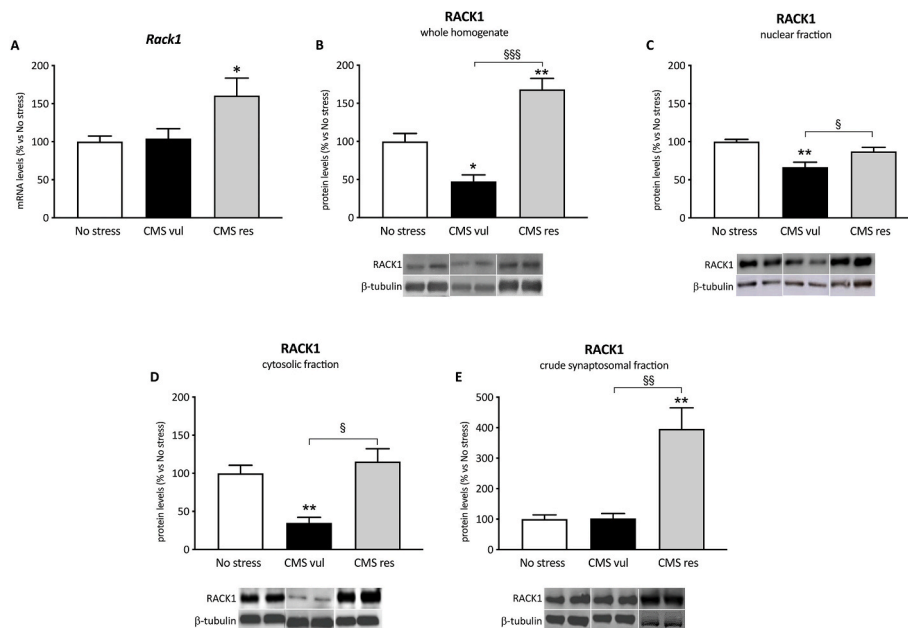 A
Rack1
mRNA levels (% vs No stress)
200
150
100
50
0
*
No stress CMS vul CMS res
B
RACK1
whole homogenate
protein levels (% vs No stress)
200
150
100
50
0
§§§
*
**
No stress CMS vul CMS res
RACK1
β-tubulin
C
RACK1
nuclear fraction
protein levels (% vs No stress)
200
150
100
50
0
§
**
No stress CMS vul CMS res
RACK1
β-tubulin
D
RACK1
cytosolic fraction
protein levels (% vs No stress)
200
150
100
50
0
§
**
No stress CMS vul CMS res
RACK1
β-tubulin
E
RACK1
crude synaptosomal fraction
protein levels (% vs No stress)
500
400
300
200
100
0
§§
**
No stress CMS vul CMS res
RACK1
β-tubulin